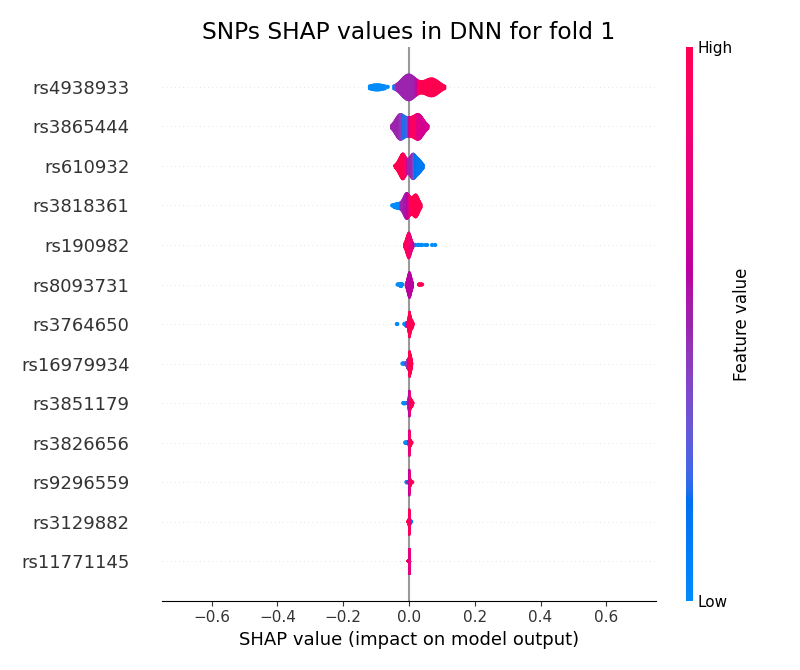 SNPs SHAP values in DNN for fold 1
High
rs4938933
rs3865444
rs610932
rs3818361
rs190982
rs8093731
rs3764650
rs16979934
rs3851179
rs3826656
rs9296559
rs3129882
rs11771145
Feature value
Low
−0.6 −0.4 −0.2 0.0 0.2 0.4 0.6
SHAP value (impact on model output)